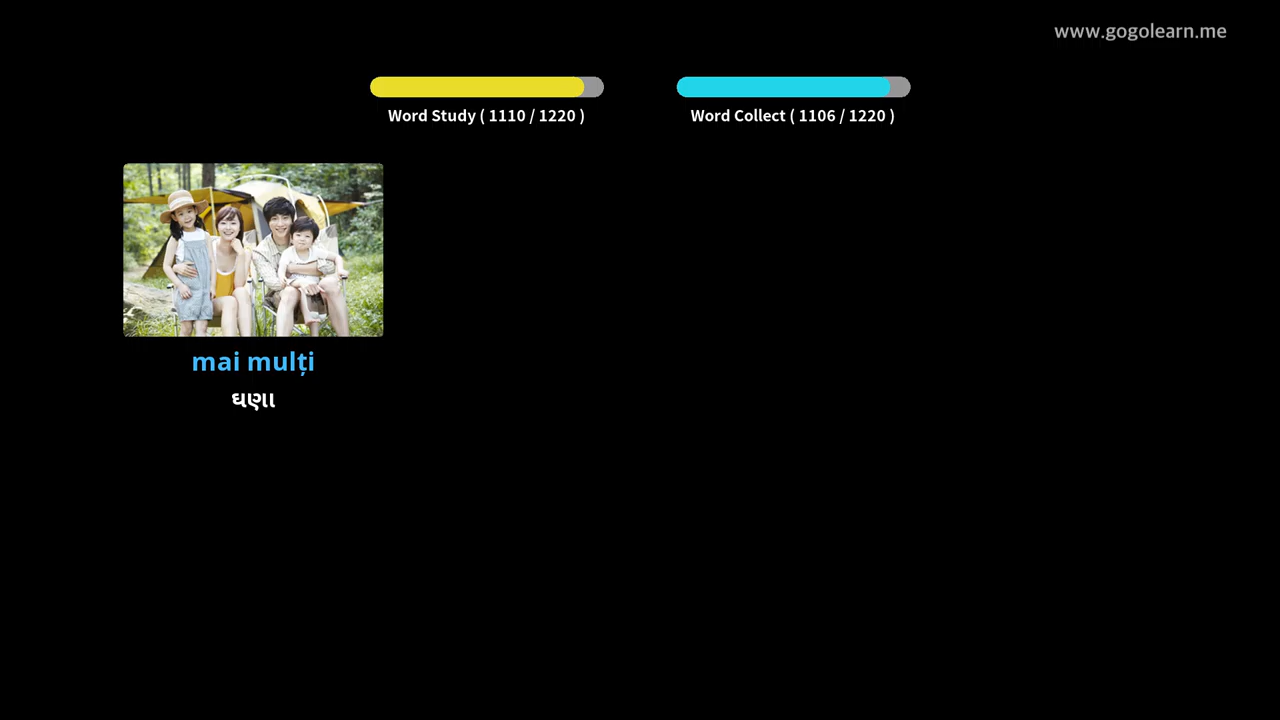 www.gogolearn.me
Word Study ( 1110 / 1220 )
Word Collect ( 1106 / 1220 )
mai mulți
ઘણા